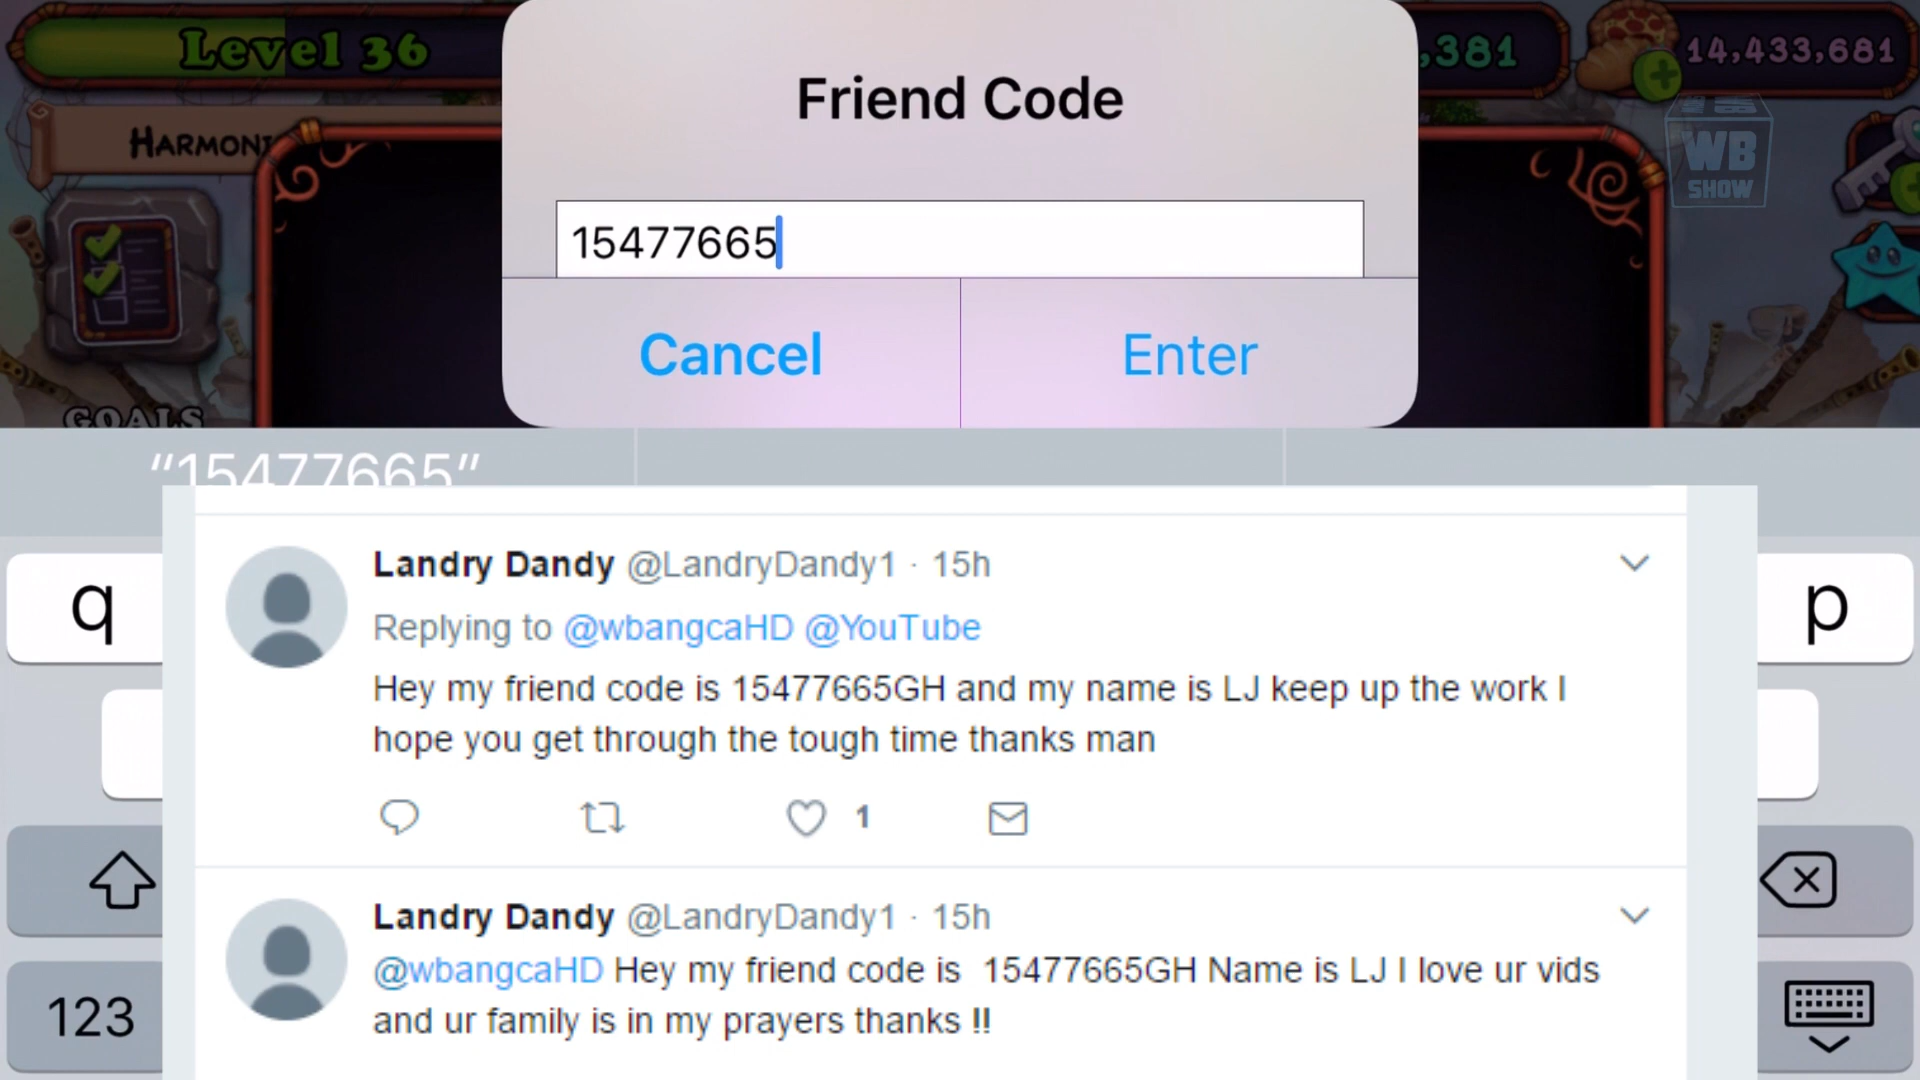 Level 36
Friend Code
,381
14,433,681
HARMONI
WB
SHOW
15477665
Cancel
Enter
GOALS
“15477665”
q
p
Landry Dandy @LandryDandy1 · 15h
Replying to @wbangcaHD @YouTube
Hey my friend code is 15477665GH and my name is LJ keep up the work I
hope you get through the tough time thanks man
1
Landry Dandy @LandryDandy1 · 15h
@wbangcaHD Hey my friend code is 15477665GH Name is LJ I love ur vids
and ur family is in my prayers thanks !!
123